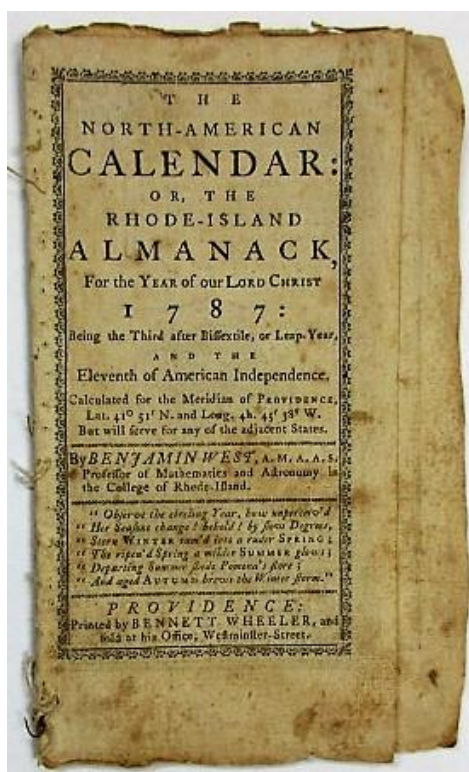 THE
NORTH-AMERICAN
CALENDAR:
OR, THE
RHODE-ISLAND
ALMANACK,
For the YEAR of our LORD CHRIST
1787:
Being the Third after Bissextile, or Leap-Year,
AND THE
Eleventh of American Independence.
Calculated for the Meridian of PROVIDENCE,
Lat. 41° 51' N. and Long. 4h. 45' 38" W.
But will serve for any of the adjacent States.
By BENJAMIN WEST, A.M. A.A.S.
Professor of Mathematics and Astronomy in
the College of Rhode-Island.
" Observe the circling Year, how unperceiv'd
" Her Seasons change! behold! by slow Degrees,
" Stern WINTER tam'd into a ruder SPRING;
" The ripen'd Spring a milder SUMMER glows;
" Departing Summer sheds Pomona's store;
" And aged AUTUMN brews the Winter storm."
PROVIDENCE:
Printed by BENNETT WHEELER, and
sold at his Office, Westminster-Street.